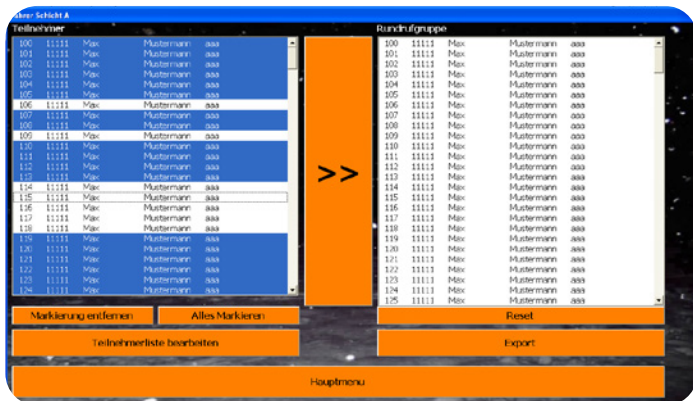 ahrer Schicht A
Teilnehmer
100 11111 Max Mustermann aaa
101 11111 Max Mustermann aaa
102 11111 Max Mustermann aaa
103 11111 Max Mustermann aaa
104 11111 Max Mustermann aaa
105 11111 Max Mustermann aaa
106 11111 Max Mustermann aaa
107 11111 Max Mustermann aaa
108 11111 Max Mustermann aaa
109 11111 Max Mustermann aaa
110 11111 Max Mustermann aaa
111 11111 Max Mustermann aaa
112 11111 Max Mustermann aaa
113 11111 Max Mustermann aaa
114 11111 Max Mustermann aaa
115 11111 Max Mustermann aaa
116 11111 Max Mustermann aaa
117 11111 Max Mustermann aaa
118 11111 Max Mustermann aaa
119 11111 Max Mustermann aaa
120 11111 Max Mustermann aaa
121 11111 Max Mustermann aaa
122 11111 Max Mustermann aaa
123 11111 Max Mustermann aaa
124 11111 Max Mustermann aaa
Markierung entfernen
Alles Markieren
Teilnehmerliste bearbeiten
>>
Rundrufgruppe
100 11111 Max Mustermann aaa
101 11111 Max Mustermann aaa
102 11111 Max Mustermann aaa
103 11111 Max Mustermann aaa
104 11111 Max Mustermann aaa
105 11111 Max Mustermann aaa
106 11111 Max Mustermann aaa
107 11111 Max Mustermann aaa
108 11111 Max Mustermann aaa
109 11111 Max Mustermann aaa
110 11111 Max Mustermann aaa
111 11111 Max Mustermann aaa
112 11111 Max Mustermann aaa
113 11111 Max Mustermann aaa
114 11111 Max Mustermann aaa
115 11111 Max Mustermann aaa
116 11111 Max Mustermann aaa
117 11111 Max Mustermann aaa
118 11111 Max Mustermann aaa
119 11111 Max Mustermann aaa
120 11111 Max Mustermann aaa
121 11111 Max Mustermann aaa
122 11111 Max Mustermann aaa
123 11111 Max Mustermann aaa
124 11111 Max Mustermann aaa
125 11111 Max Mustermann aaa
Reset
Export
Hauptmenu